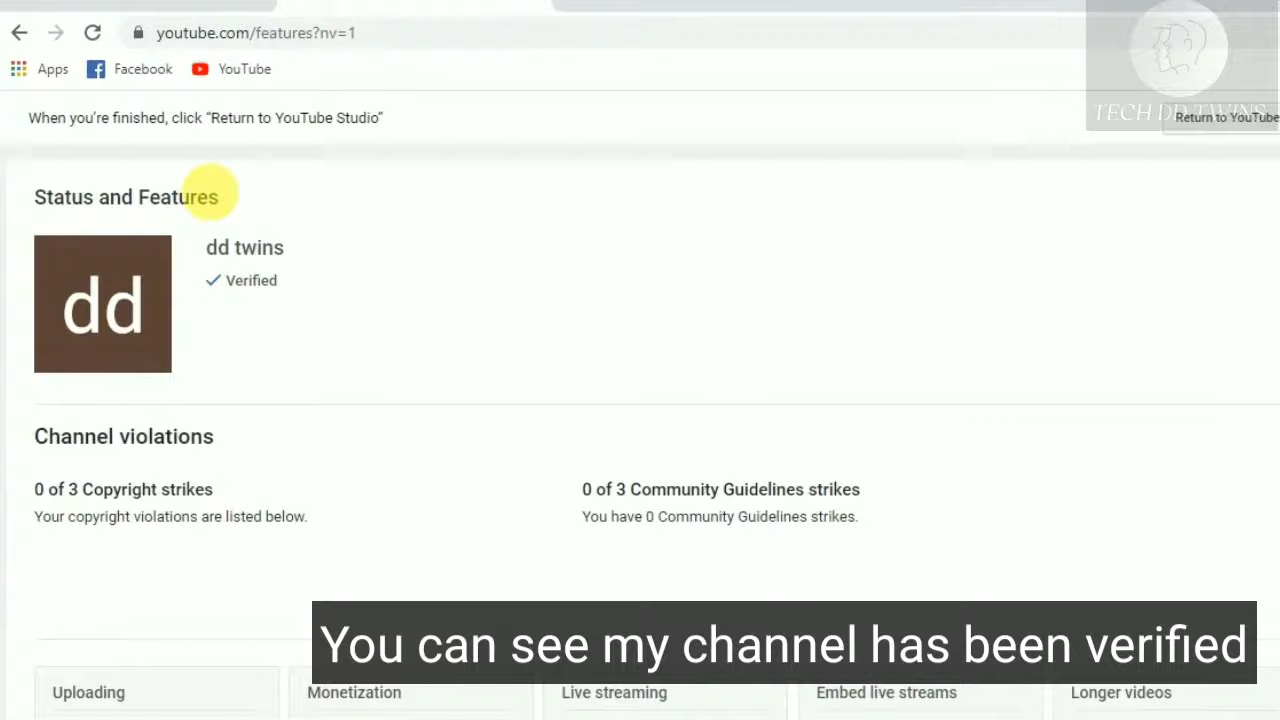 youtube.com/features?nv=1
Apps
Facebook
YouTube
TECH DD TWINS
When you're finished, click “Return to YouTube Studio”
Return to YouTube
Status and Features
dd
dd twins
Verified
Channel violations
0 of 3 Copyright strikes
Your copyright violations are listed below.
0 of 3 Community Guidelines strikes
You have 0 Community Guidelines strikes.
You can see my channel has been verified
Uploading
Monetization
Live streaming
Embed live streams
Longer videos